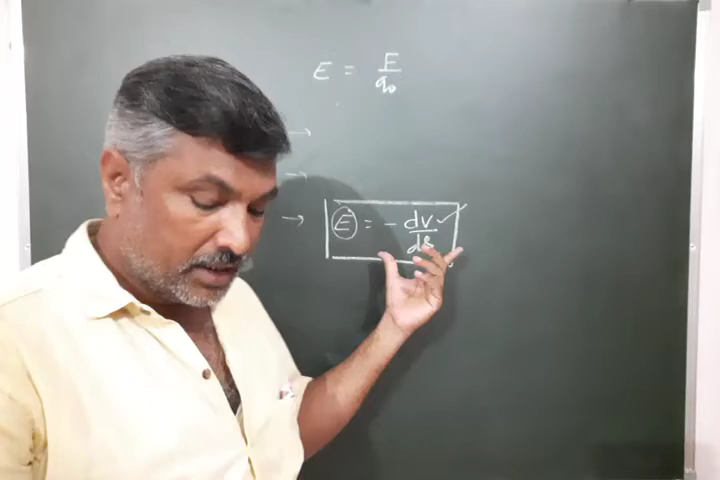 E = F/q₀
→
→
→ E = - dv/ds ✓